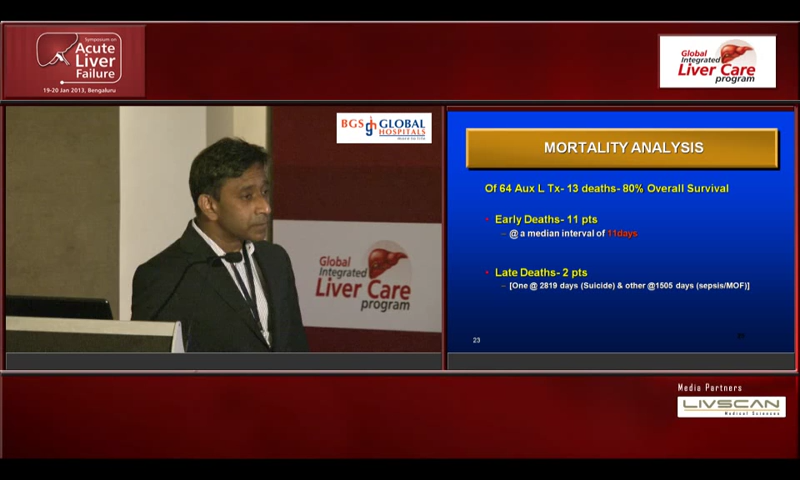 Symposium on
Acute
Liver
Failure
19-20 Jan 2013, Bengaluru
Global
Integrated
Liver Care
program
BGS GLOBAL
HOSPITALS
Global
Integrated
Liver Care
program
MORTALITY ANALYSIS
Of 64 Aux L Tx- 13 deaths- 80% Overall Survival
• Early Deaths- 11 pts
– @ a median interval of 11days
• Late Deaths- 2 pts
– [One @ 2819 days (Suicide) & other @1505 days (sepsis/MOF)]
23
Media Partners
LIVSCAN
Medical Sciences